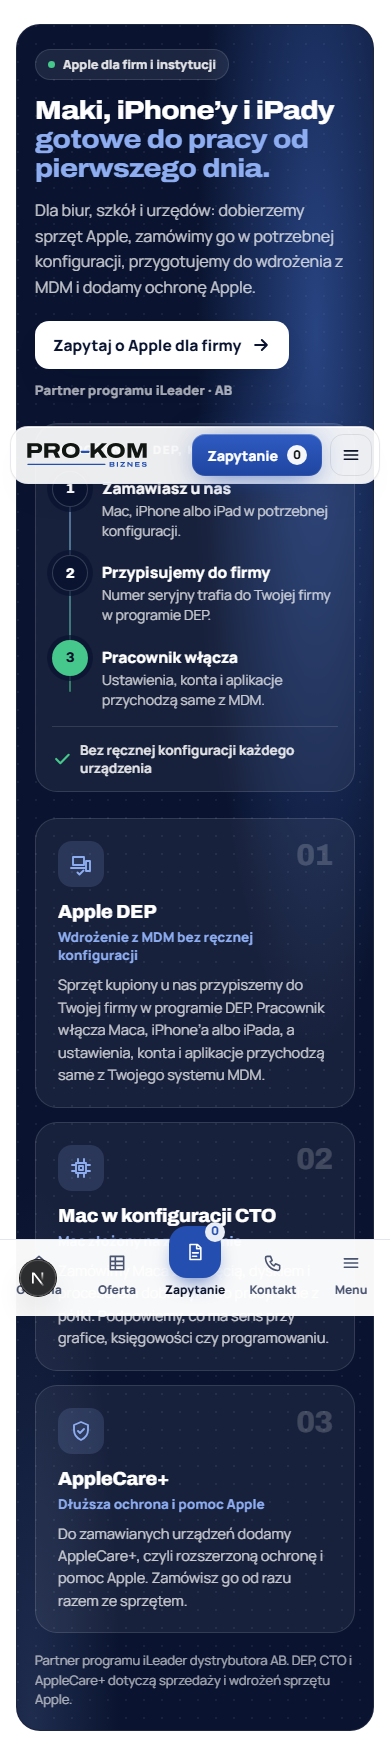 Apple dla firm i instytucji
Maki, iPhone’y i iPady
gotowe do pracy od
pierwszego dnia.
Dla biur, szkół i urzędów: dobierzemy
sprzęt Apple, zamówimy go w potrzebnej
konfiguracji, przygotujemy do wdrożenia z
MDM i dodamy ochronę Apple.
Zapytaj o Apple dla firmy
Partner programu iLeader · AB
PRO-KOM
BIZNES
DEP,
Zapytanie 0
1 Zamawiasz u nas
Mac, iPhone albo iPad w potrzebnej
konfiguracji.
2 Przypisujemy do firmy
Numer seryjny trafia do Twojej firmy
w programie DEP.
3 Pracownik włącza
Ustawienia, konta i aplikacje
przychodzą same z MDM.
Bez ręcznej konfiguracji każdego
urządzenia
01
Apple DEP
Wdrożenie z MDM bez ręcznej
konfiguracji
Sprzęt kupiony u nas przypiszemy do
Twojej firmy w programie DEP. Pracownik
włącza Maca, iPhone’a albo iPada, a
ustawienia, konta i aplikacje przychodzą
same z Twojego systemu MDM.
02
Mac w konfiguracji CTO
0
N
Oferta
Zapytanie
Kontakt
Menu
półki. Podpowiemy, co ma sens przy
grafice, księgowości czy programowaniu.
03
AppleCare+
Dłuższa ochrona i pomoc Apple
Do zamawianych urządzeń dodamy
AppleCare+, czyli rozszerzoną ochronę i
pomoc Apple. Zamówisz go od razu
razem ze sprzętem.
Partner programu iLeader dystrybutora AB. DEP, CTO i
AppleCare+ dotyczą sprzedaży i wdrożeń sprzętu
Apple.